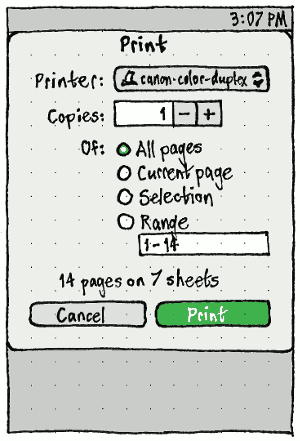 3:07 PM
Print
Printer: canon-color-duplex
Copies: 1 - +
Of: All pages
Current page
Selection
Range
1-14
14 pages on 7 sheets
Cancel Print